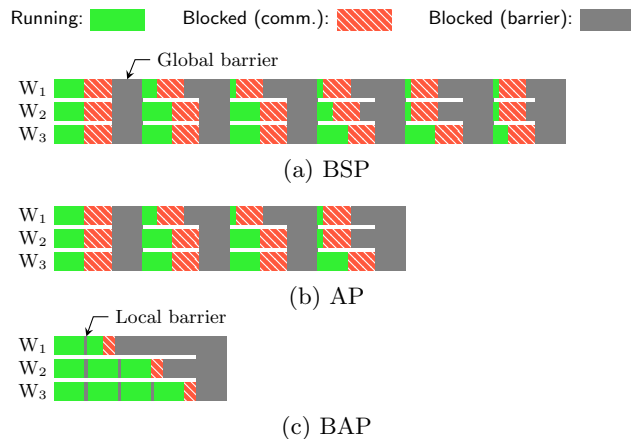 Running: Blocked (comm.): Blocked (barrier):
Global barrier
W1
W2
W3
(a) BSP
W1
W2
W3
(b) AP
Local barrier
W1
W2
W3
(c) BAP